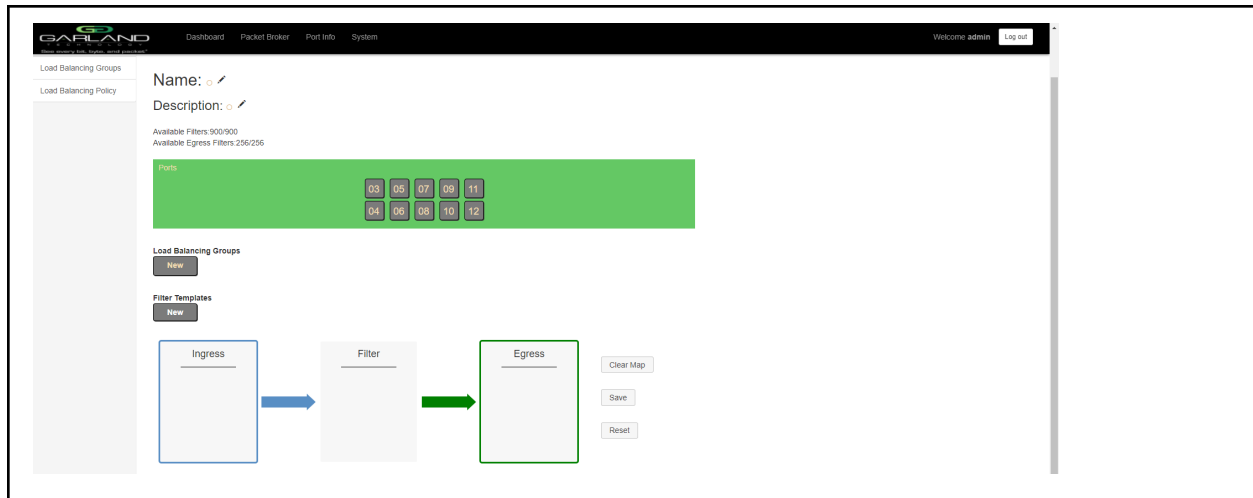 GARLAND
TECHNOLOGY
See every bit, byte, and packet®
Dashboard Packet Broker Port Info System
Welcome admin Log out
Load Balancing Groups
Load Balancing Policy
Name:
Description:
Available Filters:900/900
Available Egress Filters:256/256
Ports
03 05 07 09 11
04 06 08 10 12
Load Balancing Groups
New
Filter Templates
New
Ingress Filter Egress
Clear Map
Save
Reset